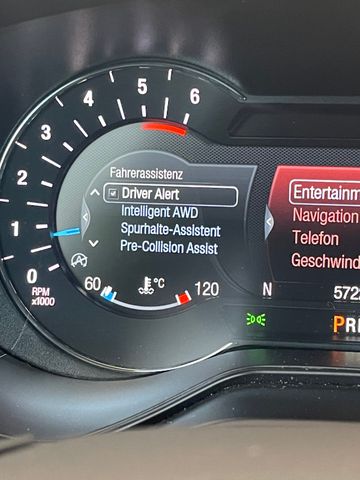 5
6
4
3
2
1
0
RPM
x1000
Fahrerassistenz
Driver Alert
Intelligent AWD
Spurhalte-Assistent
Pre-Collision Assist
60
°C
120
Entertainm
Navigation
Telefon
Geschwind
N
572
PR